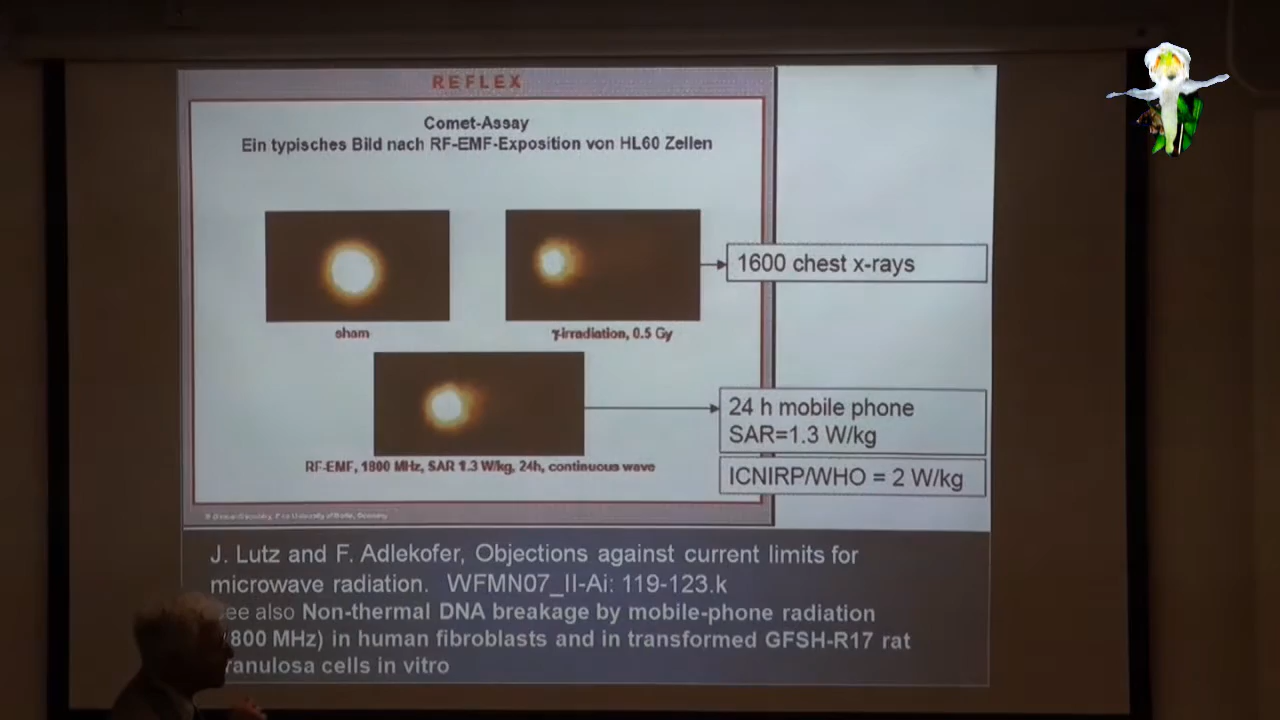 REFLEX
Comet-Assay
Ein typisches Bild nach RF-EMF-Exposition von HL60 Zellen
1600 chest x-rays
sham
γ-irradiation, 0.5 Gy
24 h mobile phone
SAR=1.3 W/kg
RF-EMF, 1800 MHz, SAR 1.3 W/kg, 24h, continuous wave
ICNIRP/WHO = 2 W/kg
J. Lutz and F. Adlekofer, Objections against current limits for
microwave radiation. WFMN07_II-Ai: 119-123.k
see also Non-thermal DNA breakage by mobile-phone radiation
800 MHz) in human fibroblasts and in transformed GFSH-R17 rat
ranulosa cells in vitro